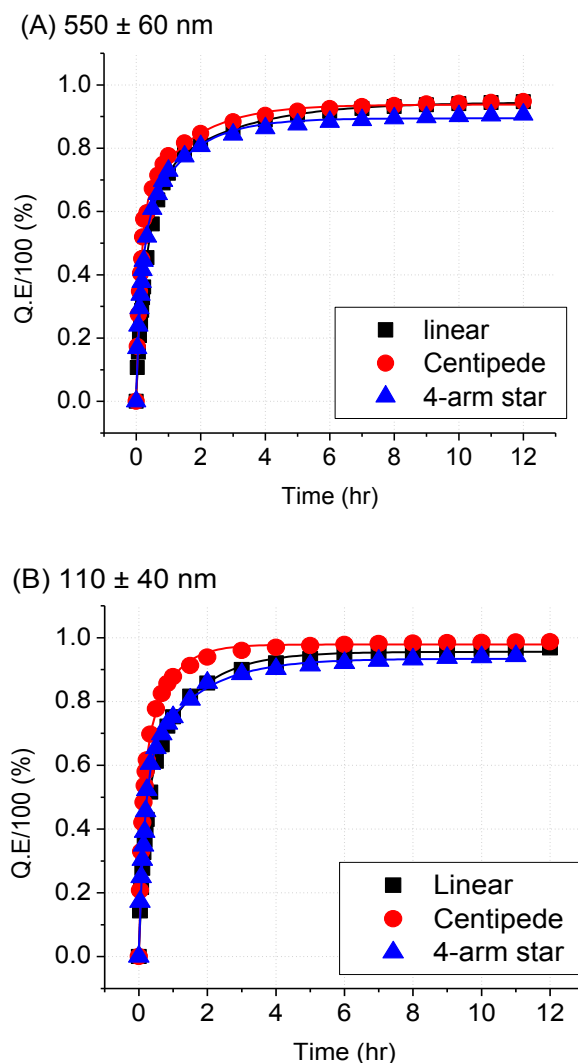 (A) 550 ± 60 nm
1.0
0.8
0.6
0.4
0.2
0.0
Q.E/100 (%)
linear
Centipede
4-arm star
0 2 4 6 8 10 12
Time (hr)
(B) 110 ± 40 nm
1.0
0.8
0.6
0.4
0.2
0.0
Q.E/100 (%)
Linear
Centipede
4-arm star
0 2 4 6 8 10 12
Time (hr)